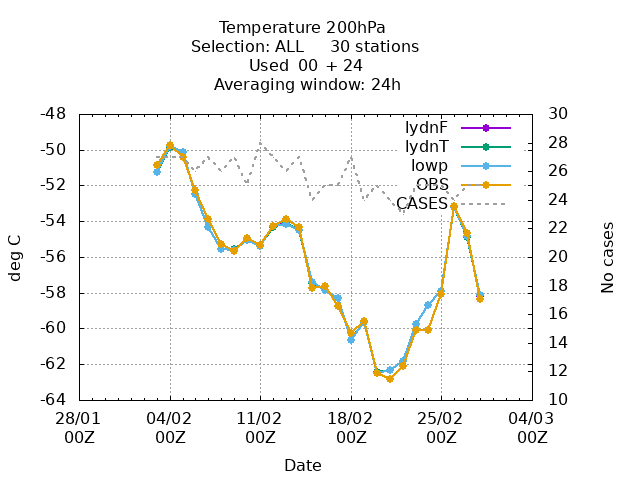 Temperature 200hPa
Selection: ALL     30 stations
Used  00 + 24
Averaging window: 24h
-48
-50
-52
-54
-56
-58
-60
-62
-64
30
28
26
24
22
20
18
16
14
12
10
lydnF
lydnT
lowp
OBS
CASES
deg C
No cases
28/01 04/02 11/02 18/02 25/02 04/03
00Z 00Z 00Z 00Z 00Z 00Z
Date